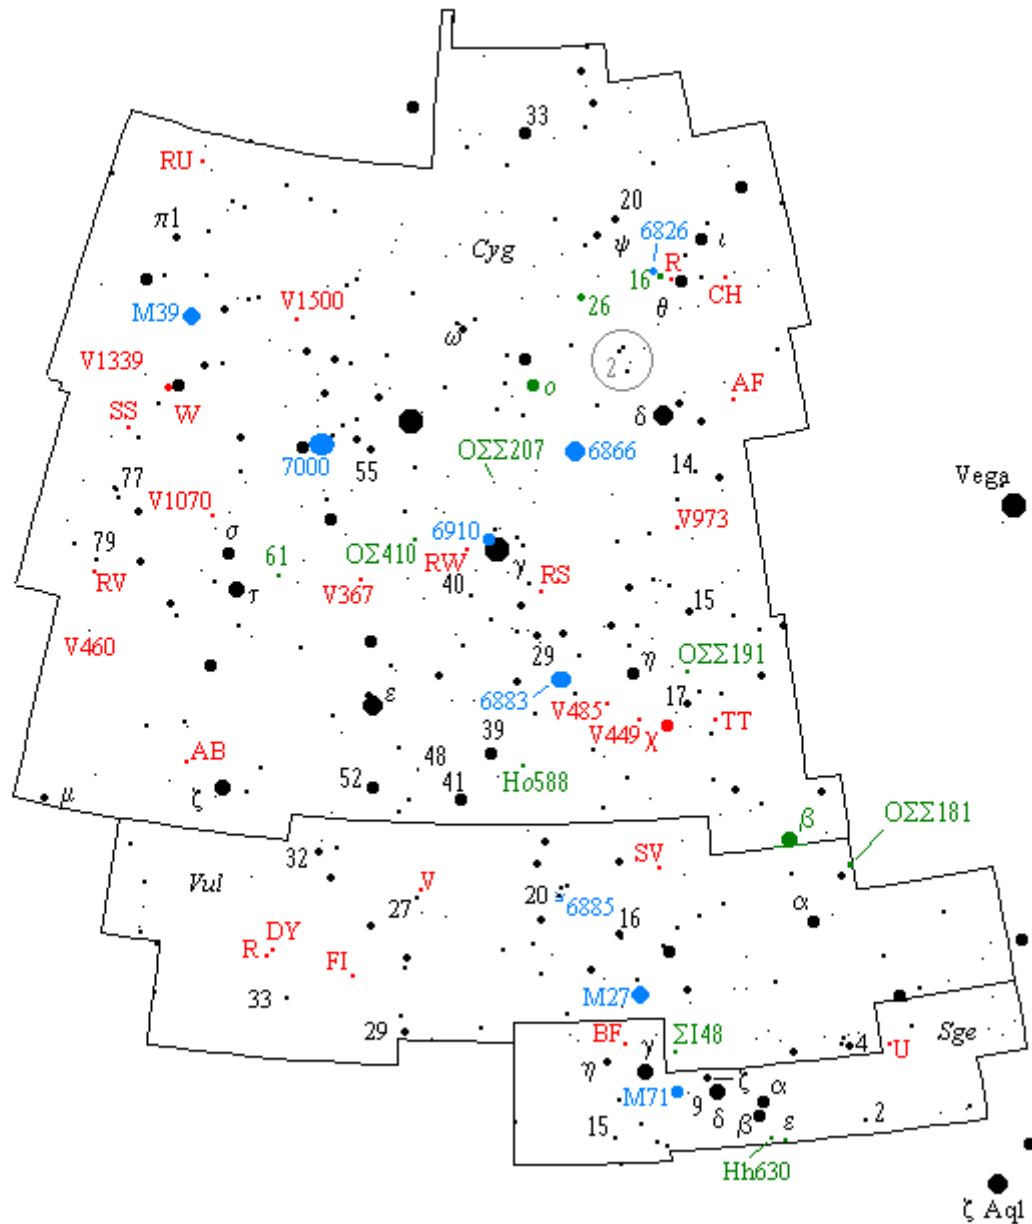 33
RU
π1
20
6826
ψ
ι
Cyg
R
16
CH
M39
V1500
26
θ
ω
V1339
2
AF
ο
W
δ
SS
ΟΣΣ207
6866
7000
55
14
77
Vega
V1070
V973
6910
σ
79
ΟΣ410
RW
γ
RV
61
RS
τ
V367
40
15
V460
29
η
ΟΣΣ191
ε
6883
17
V485
V449
χ
TT
39
AB
48
Ho588
μ
ζ
52
41
β
ΟΣΣ181
32
SV
Vul
V
20
6885
27
16
α
DY
R
FI
33
M27
29
BF
ΣI48
4
U
Sge
γ
η
ζ
M71
9
δ
α
β
2
15
ε
Hh630
ζ Aql